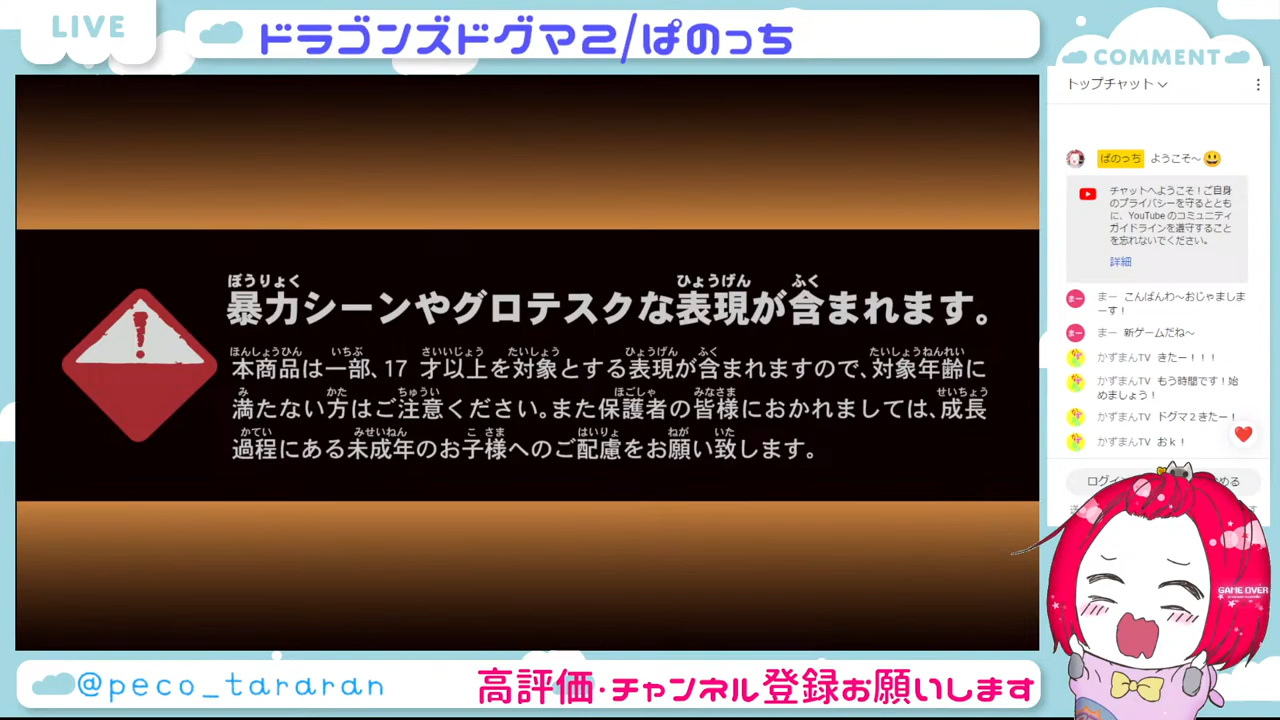 LIVE
ドラゴンズドグマ2/ぱのっち
COMMENT
トップチャット
ぱのっち ようこそ～
チャットへようこそ！ご自身
のプライバシーを守るととも
に、YouTube のコミュニティ
ガイドラインを遵守すること
を忘れないでください。
詳細
まー こんばんわ～おじゃましま
ーす！
まー 新ゲームだね～
かずまんTV きたー！！！
かずまんTV もう時間です！始
めましょう！
かずまんTV ドグマ２きたー！
かずまんTV おｋ！
ログイン
める
ぼうりょく ひょうげん ふく
暴力シーンやグロテスクな表現が含まれます。
ほんしょうひん いちぶ さいいじょう たいしょう ひょうげん ふく たいしょうねんれい
本商品は一部、17 才以上を対象とする表現が含まれますので、対象年齢に
み かた ちゅうい ほごしゃ みなさま せいちょう
満たない方はご注意ください。また保護者の皆様におかれましては、成長
かてい みせいねん こ さま はいりょ ねが いた
過程にある未成年のお子様へのご配慮をお願い致します。
GAME OVER
@peco_tararan
高評価・チャンネル登録お願いします